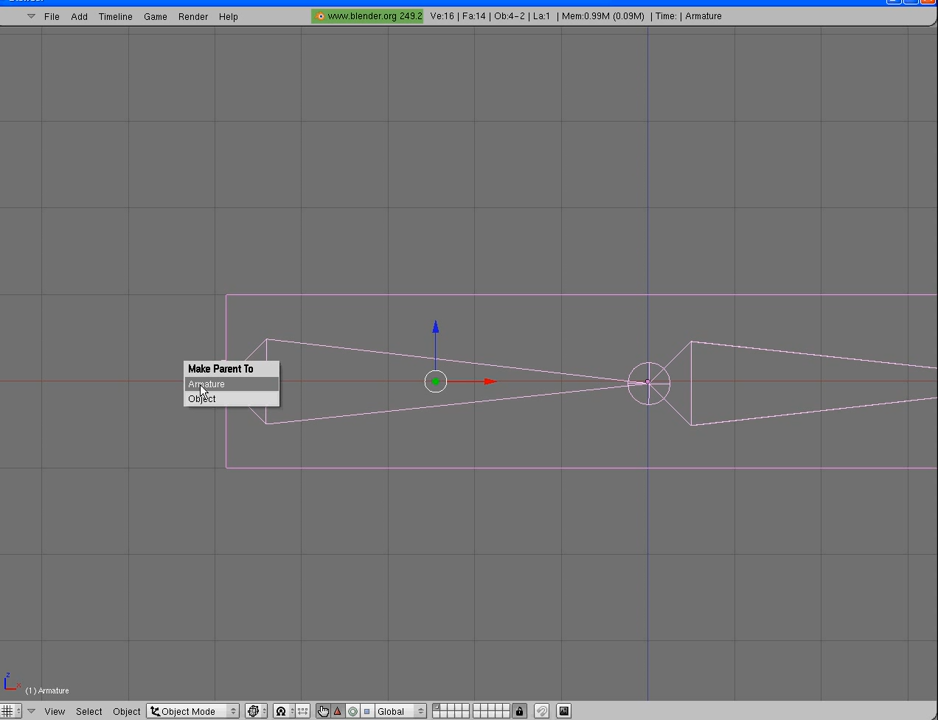 File Add Timeline Game Render Help www.blender.org 249.2 Ve:16 | Fa:14 | Ob:4-2 | La:1 | Mem:0.99M (0.09M) | Time: | Armature
Make Parent To
Armature
Object
z
x
(1) Armature
View Select Object Object Mode Global